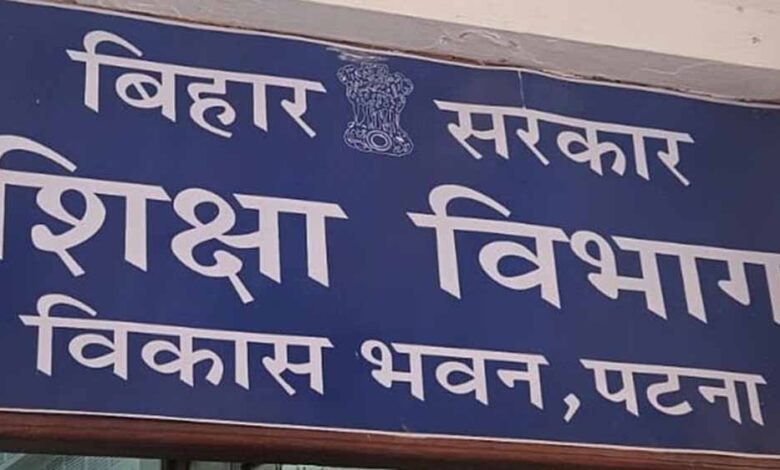 बिहार सरकार
शिक्षा विभाग
विकास भवन, पटना